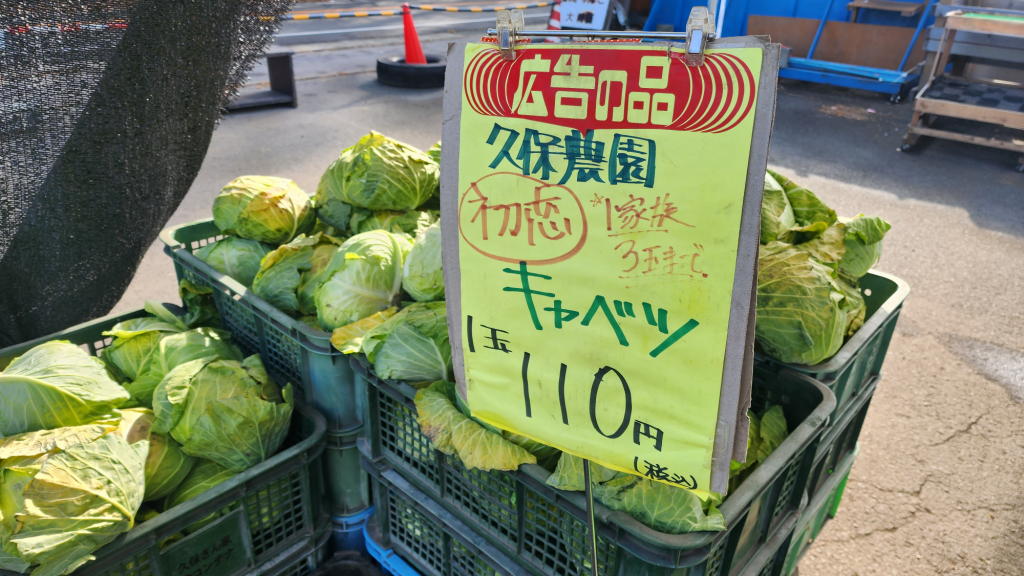 広告の品
久保農園
初恋
※1家族
3玉まで
キャベツ
1玉
110円
(税込)